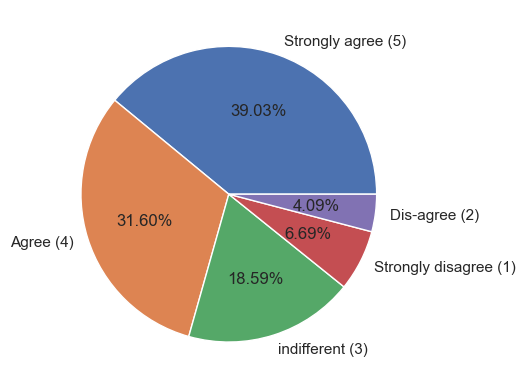 Strongly agree (5)
39.03%
4.09%
Dis-agree (2)
31.60%
6.69%
Agree (4)
Strongly disagree (1)
18.59%
indifferent (3)